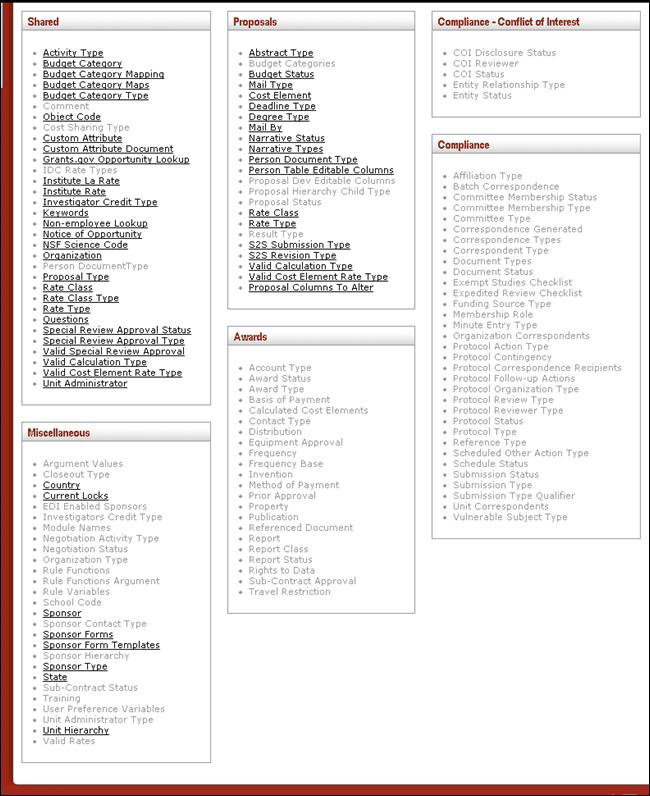 Shared
Activity Type
Budget Category
Budget Category Mapping
Budget Category Maps
Budget Category Type
Comment
Object Code
Cost Sharing Type
Custom Attribute
Custom Attribute Document
Grants.gov Opportunity Lookup
IDC Rate Types
Institute La Rate
Institute Rate
Investigator Credit Type
Keywords
Non-employee Lookup
Notice of Opportunity
NSF Science Code
Organization
Person DocumentType
Proposal Type
Rate Class
Rate Class Type
Rate Type
Questions
Special Review Approval Status
Special Review Approval Type
Valid Special Review Approval
Valid Calculation Type
Valid Cost Element Rate Type
Unit Administrator
Miscellaneous
Argument Values
Closeout Type
Country
Current Locks
EDI Enabled Sponsors
Investigators Credit Type
Module Names
Negotiation Activity Type
Negotiation Status
Organization Type
Rule Functions
Rule Functions Argument
Rule Variables
School Code
Sponsor
Sponsor Contact Type
Sponsor Forms
Sponsor Form Templates
Sponsor Hierarchy
Sponsor Type
State
Sub-Contract Status
Training
User Preference Variables
Unit Administrator Type
Unit Hierarchy
Valid Rates
Proposals
Abstract Type
Budget Categories
Budget Status
Mail Type
Cost Element
Deadline Type
Degree Type
Mail By
Narrative Status
Narrative Types
Person Document Type
Person Table Editable Columns
Proposal Dev Editable Columns
Proposal Hierarchy Child Type
Proposal Status
Rate Class
Rate Type
Result Type
S2S Submission Type
S2S Revision Type
Valid Calculation Type
Valid Cost Element Rate Type
Proposal Columns To Alter
Awards
Account Type
Award Status
Award Type
Basis of Payment
Calculated Cost Elements
Contact Type
Distribution
Equipment Approval
Frequency
Frequency Base
Invention
Method of Payment
Prior Approval
Property
Publication
Referenced Document
Report
Report Class
Report Status
Rights to Data
Sub-Contract Approval
Travel Restriction
Compliance - Conflict of Interest
COI Disclosure Status
COI Reviewer
COI Status
Entity Relationship Type
Entity Status
Compliance
Affiliation Type
Batch Correspondence
Committee Membership Status
Committee Membership Type
Committee Type
Correspondence Generated
Correspondence Types
Correspondent Type
Document Types
Document Status
Exempt Studies Checklist
Expedited Review Checklist
Funding Source Type
Membership Role
Minute Entry Type
Organization Correspondents
Protocol Action Type
Protocol Contingency
Protocol Correspondence Recipients
Protocol Follow-up Actions
Protocol Organization Type
Protocol Review Type
Protocol Reviewer Type
Protocol Status
Protocol Type
Reference Type
Scheduled Other Action Type
Schedule Status
Submission Status
Submission Type
Submission Type Qualifier
Unit Correspondents
Vulnerable Subject Type